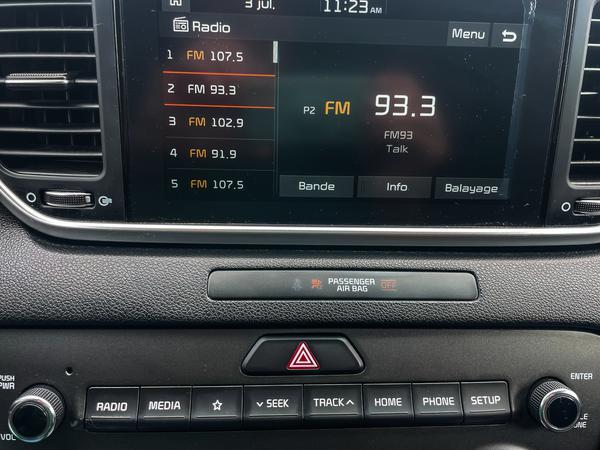 3 jul. 11:23 AM
Radio
Menu
1 FM 107.5
2 FM 93.3
3 FM 102.9
4 FM 91.9
5 FM 107.5
P2 FM 93.3
FM93
Talk
Bande Info Balayage
PASSENGER
AIR BAG
OFF
PUSH
PWR
VOL
RADIO MEDIA SEEK TRACK HOME PHONE SETUP
ENTER